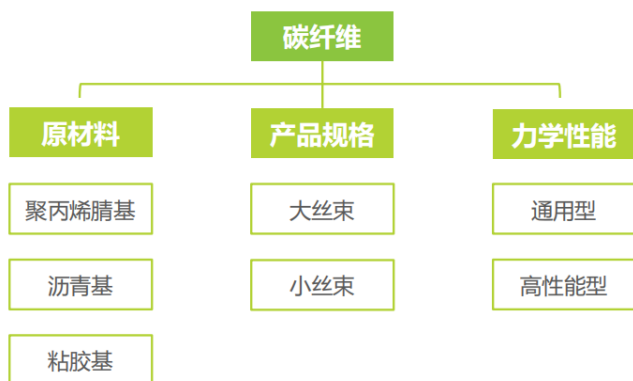 碳纤维
原材料
产品规格
力学性能
聚丙烯腈基
大丝束
通用型
沥青基
小丝束
高性能型
粘胶基